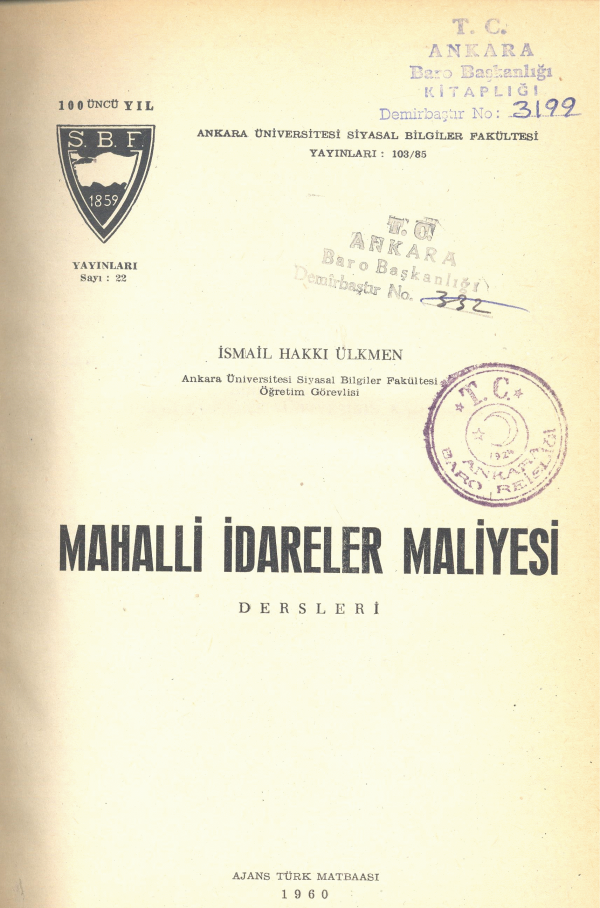 T. C.
ANKARA
Baro Başkanlığı
KİTAPLIĞI
Demirbaştır No: 3199
100 ÜNCÜ YIL
S. B. F.
1859
YAYINLARI
Sayı : 22
ANKARA ÜNİVERSİTESİ SİYASAL BİLGİLER FAKÜLTESİ
YAYINLARI : 103/85
T. C.
ANKARA
Baro Başkanlığı
Demirbaştır No. 332
İSMAİL HAKKI ÜLKMEN
Ankara Üniversitesi Siyasal Bilgiler Fakültesi
Öğretim Görevlisi
T. C.
1924
ANKARA
BARO REİSLİĞİ
MAHALLİ İDARELER MALİYESİ
DERSLERİ
AJANS TÜRK MATBAASI
1960